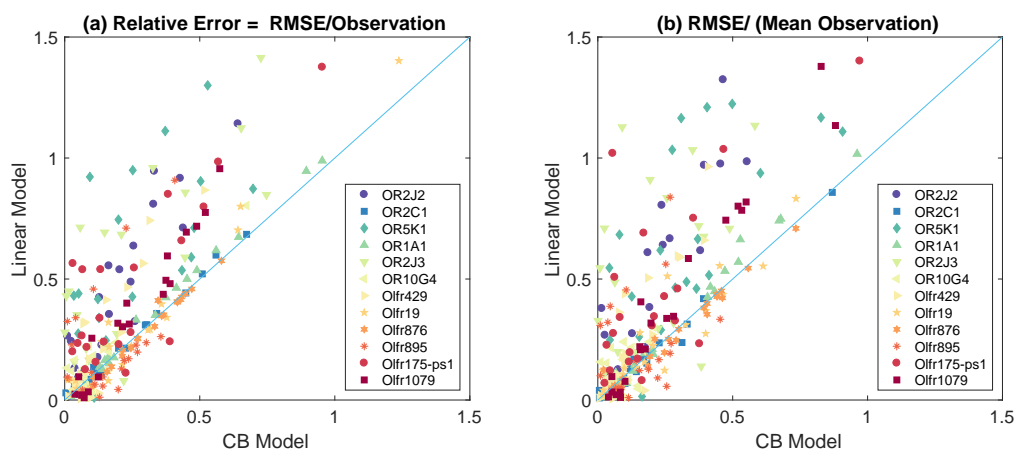 (a) Relative Error = RMSE/Observation
1.5
1
0.5
0
Linear Model
OR2J2
OR2C1
OR5K1
OR1A1
OR2J3
OR10G4
Olfr429
Olfr19
Olfr876
Olfr895
Olfr175-ps1
Olfr1079
0 0.5 1 1.5
CB Model
(b) RMSE/ (Mean Observation)
1.5
1
0.5
0
Linear Model
OR2J2
OR2C1
OR5K1
OR1A1
OR2J3
OR10G4
Olfr429
Olfr19
Olfr876
Olfr895
Olfr175-ps1
Olfr1079
0 0.5 1 1.5
CB Model